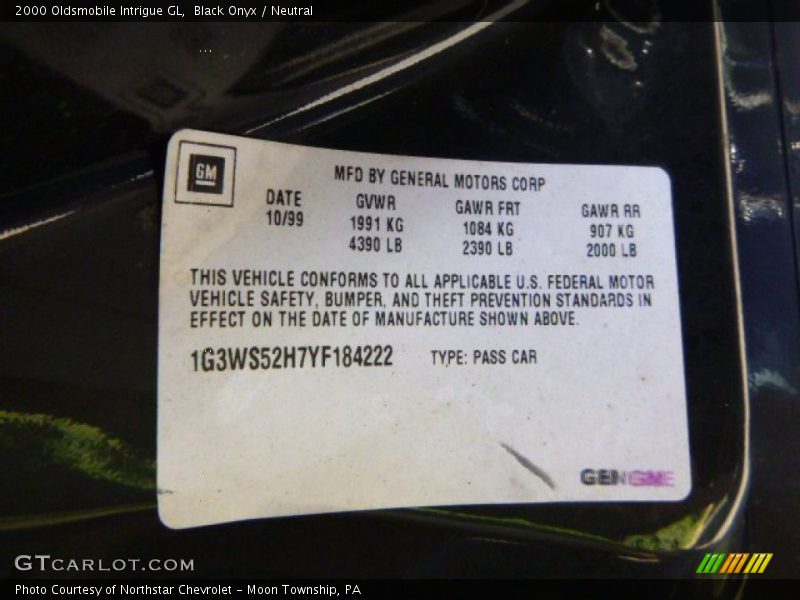 2000 Oldsmobile Intrigue GL, Black Onyx / Neutral
GM
MFD BY GENERAL MOTORS CORP
DATE GVWR GAWR FRT GAWR RR
10/99 1991 KG 1084 KG 907 KG
4390 LB 2390 LB 2000 LB
THIS VEHICLE CONFORMS TO ALL APPLICABLE U.S. FEDERAL MOTOR
VEHICLE SAFETY, BUMPER, AND THEFT PREVENTION STANDARDS IN
EFFECT ON THE DATE OF MANUFACTURE SHOWN ABOVE.
1G3WS52H7YF184222 TYPE: PASS CAR
GENGME
GTCARLOT.COM
Photo Courtesy of Northstar Chevrolet - Moon Township, PA